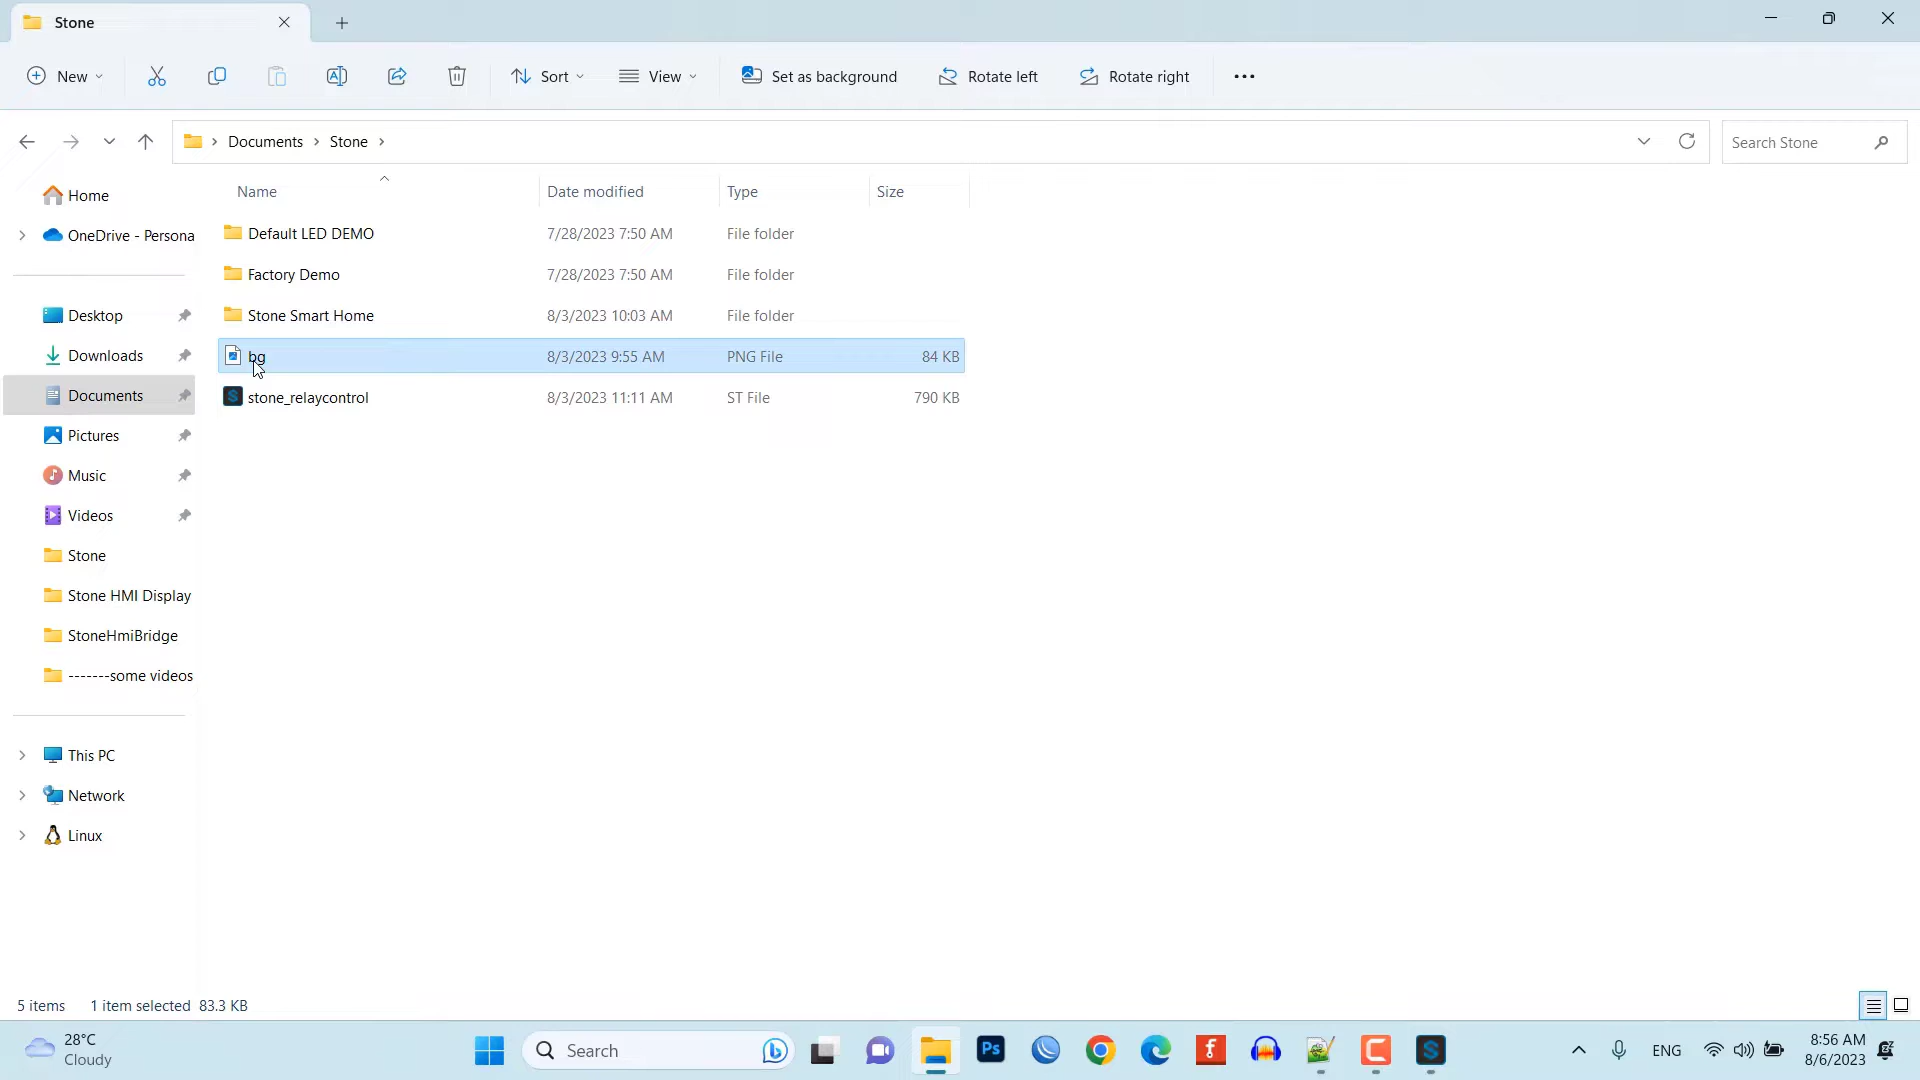 Stone
New
Sort
View
Set as background
Rotate left
Rotate right
Documents
Stone
Search Stone
Name
Date modified
Type
Size
Home
OneDrive - Persona
Desktop
Downloads
Documents
Pictures
Music
Videos
Stone
Stone HMI Display
StoneHmiBridge
-------some videos
This PC
Network
Linux
Default LED DEMO 7/28/2023 7:50 AM File folder
Factory Demo 7/28/2023 7:50 AM File folder
Stone Smart Home 8/3/2023 10:03 AM File folder
bg 8/3/2023 9:55 AM PNG File 84 KB
stone_relaycontrol 8/3/2023 11:11 AM ST File 790 KB
5 items 1 item selected 83.3 KB
28°C
Cloudy
Search
Ps
ENG
8:56 AM
8/6/2023